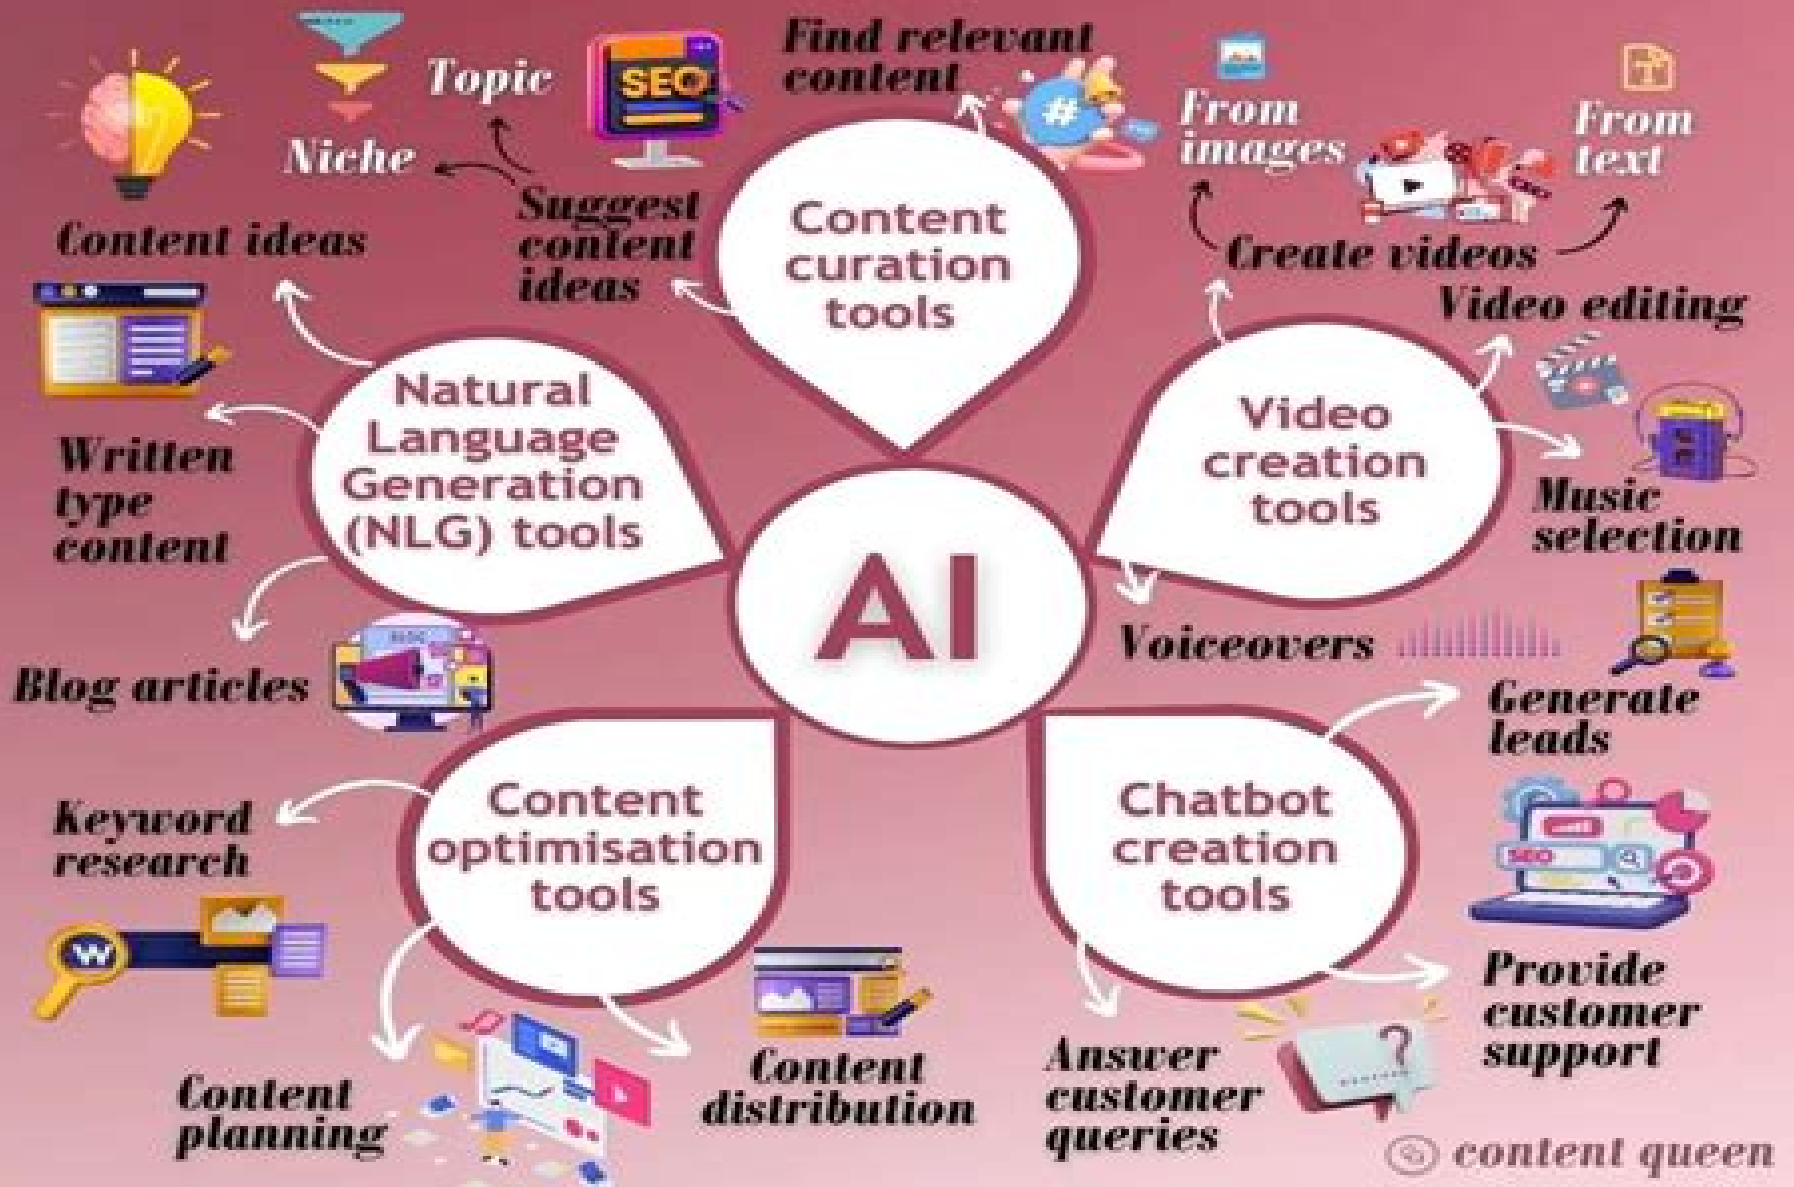 Find relevant
content
Topic
SEO
#
From
images
From
text
Niche
Suggest
content
ideas
Content ideas
Content
curation
tools
Create videos
Video editing
Natural
Language
Generation
(NLG) tools
Video
creation
tools
Written
type
content
Music
selection
AI
Blog articles
BLOG
Voiceovers
Generate
leads
Keyword
research
W
Content
optimisation
tools
Chatbot
creation
tools
SEO
Provide
customer
support
?
Content
planning
Content
distribution
Answer
customer
queries
content queen